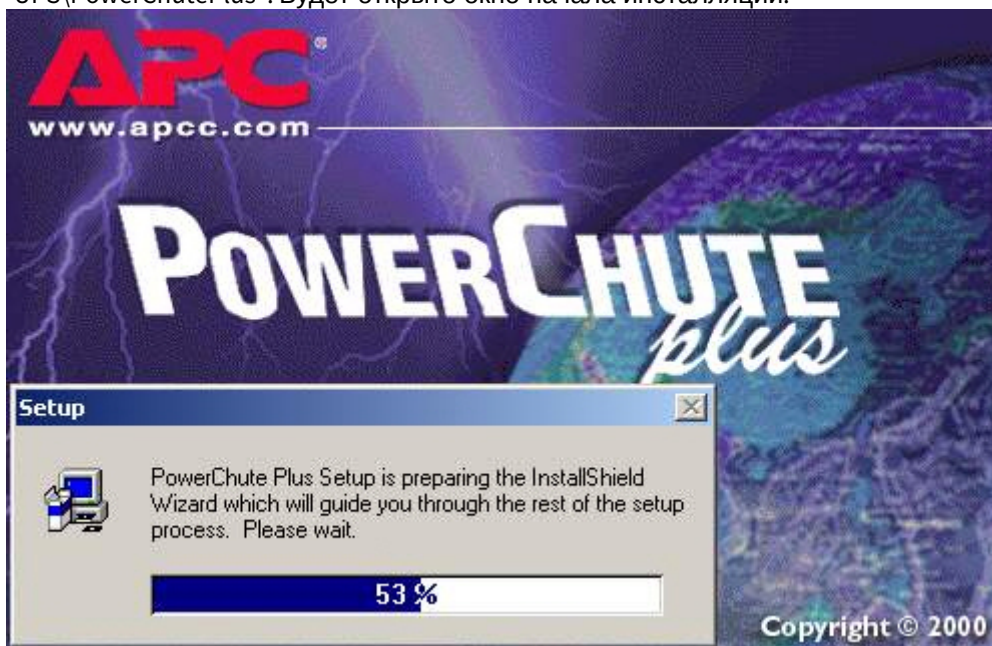 APC®
www.apcc.com
POWERCHUTE
plus
Setup
PowerChute Plus Setup is preparing the InstallShield
Wizard which will guide you through the rest of the setup
process. Please wait.
53 %
Copyright © 2000